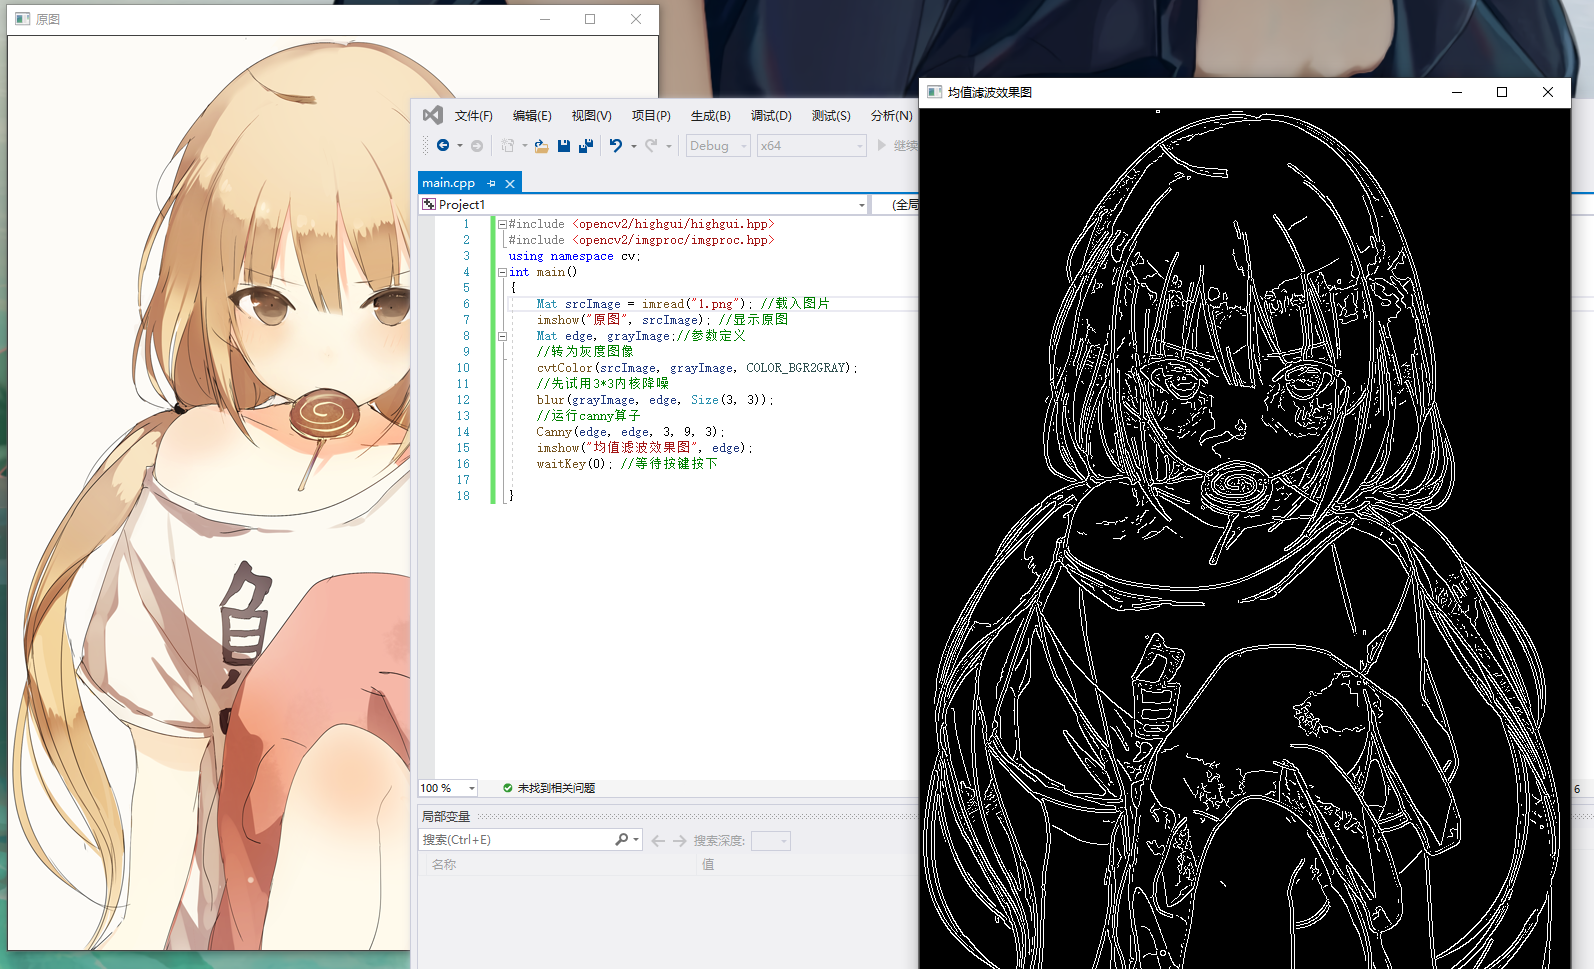 原图
均值滤波效果图
文件(F) 编辑(E) 视图(V) 项目(P) 生成(B) 调试(D) 测试(S) 分析(N)
Debug x64 继续
main.cpp
Project1 (全局
1 #include <opencv2/highgui/highgui.hpp>
2 #include <opencv2/imgproc/imgproc.hpp>
3 using namespace cv;
4 int main()
5 {
6 Mat srcImage = imread("1.png"); //载入图片
7 imshow("原图", srcImage); //显示原图
8 Mat edge, grayImage;//参数定义
9 //转为灰度图像
10 cvtColor(srcImage, grayImage, COLOR_BGR2GRAY);
11 //先试用3*3内核降噪
12 blur(grayImage, edge, Size(3, 3));
13 //运行canny算子
14 Canny(edge, edge, 3, 9, 3);
15 imshow("均值滤波效果图", edge);
16 waitKey(0); //等待按键按下
17
18 }
100 % 未找到相关问题
6
局部变量
搜索(Ctrl+E) 搜索深度:
名称 值